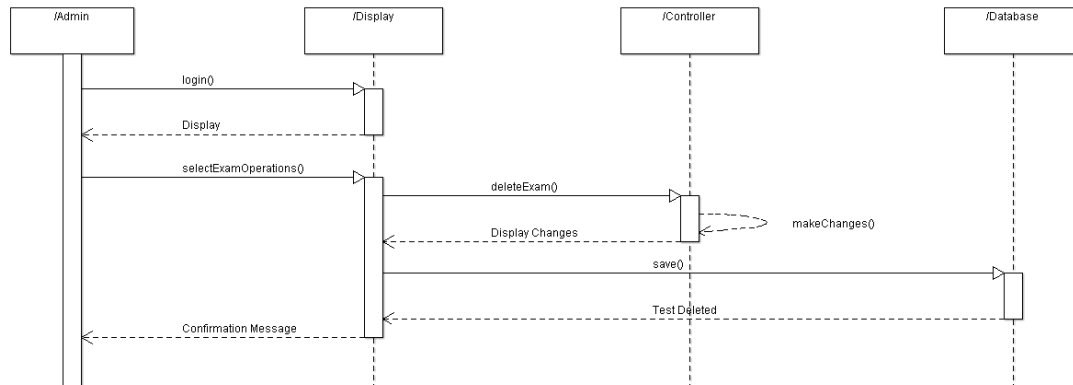 /Admin
/Display
/Controller
/Database
login()
Display
selectExamOperations()
deleteExam()
makeChanges()
Display Changes
save()
Test Deleted
Confirmation Message